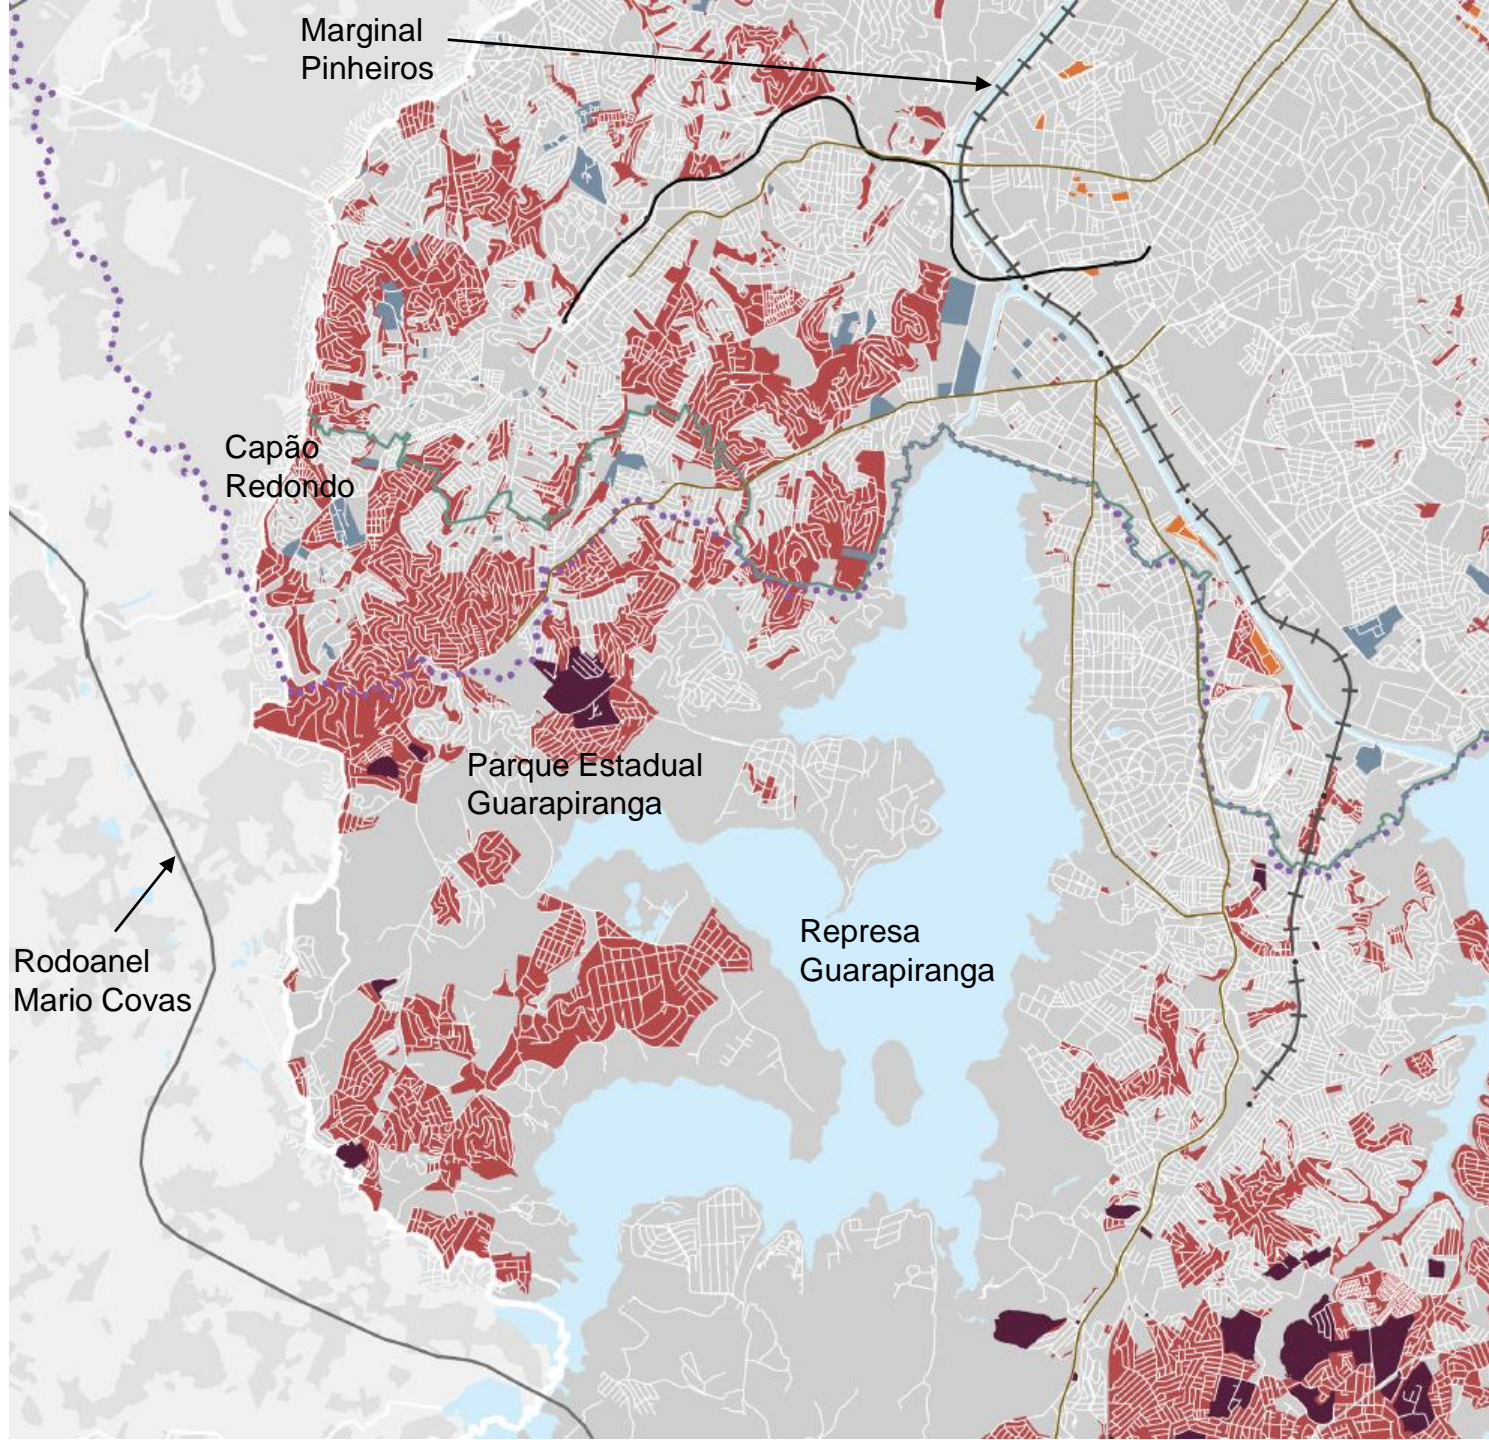 Marginal
Pinheiros
Capão
Redondo
Parque Estadual
Guarapiranga
Represa
Guarapiranga
Rodoanel
Mario Covas